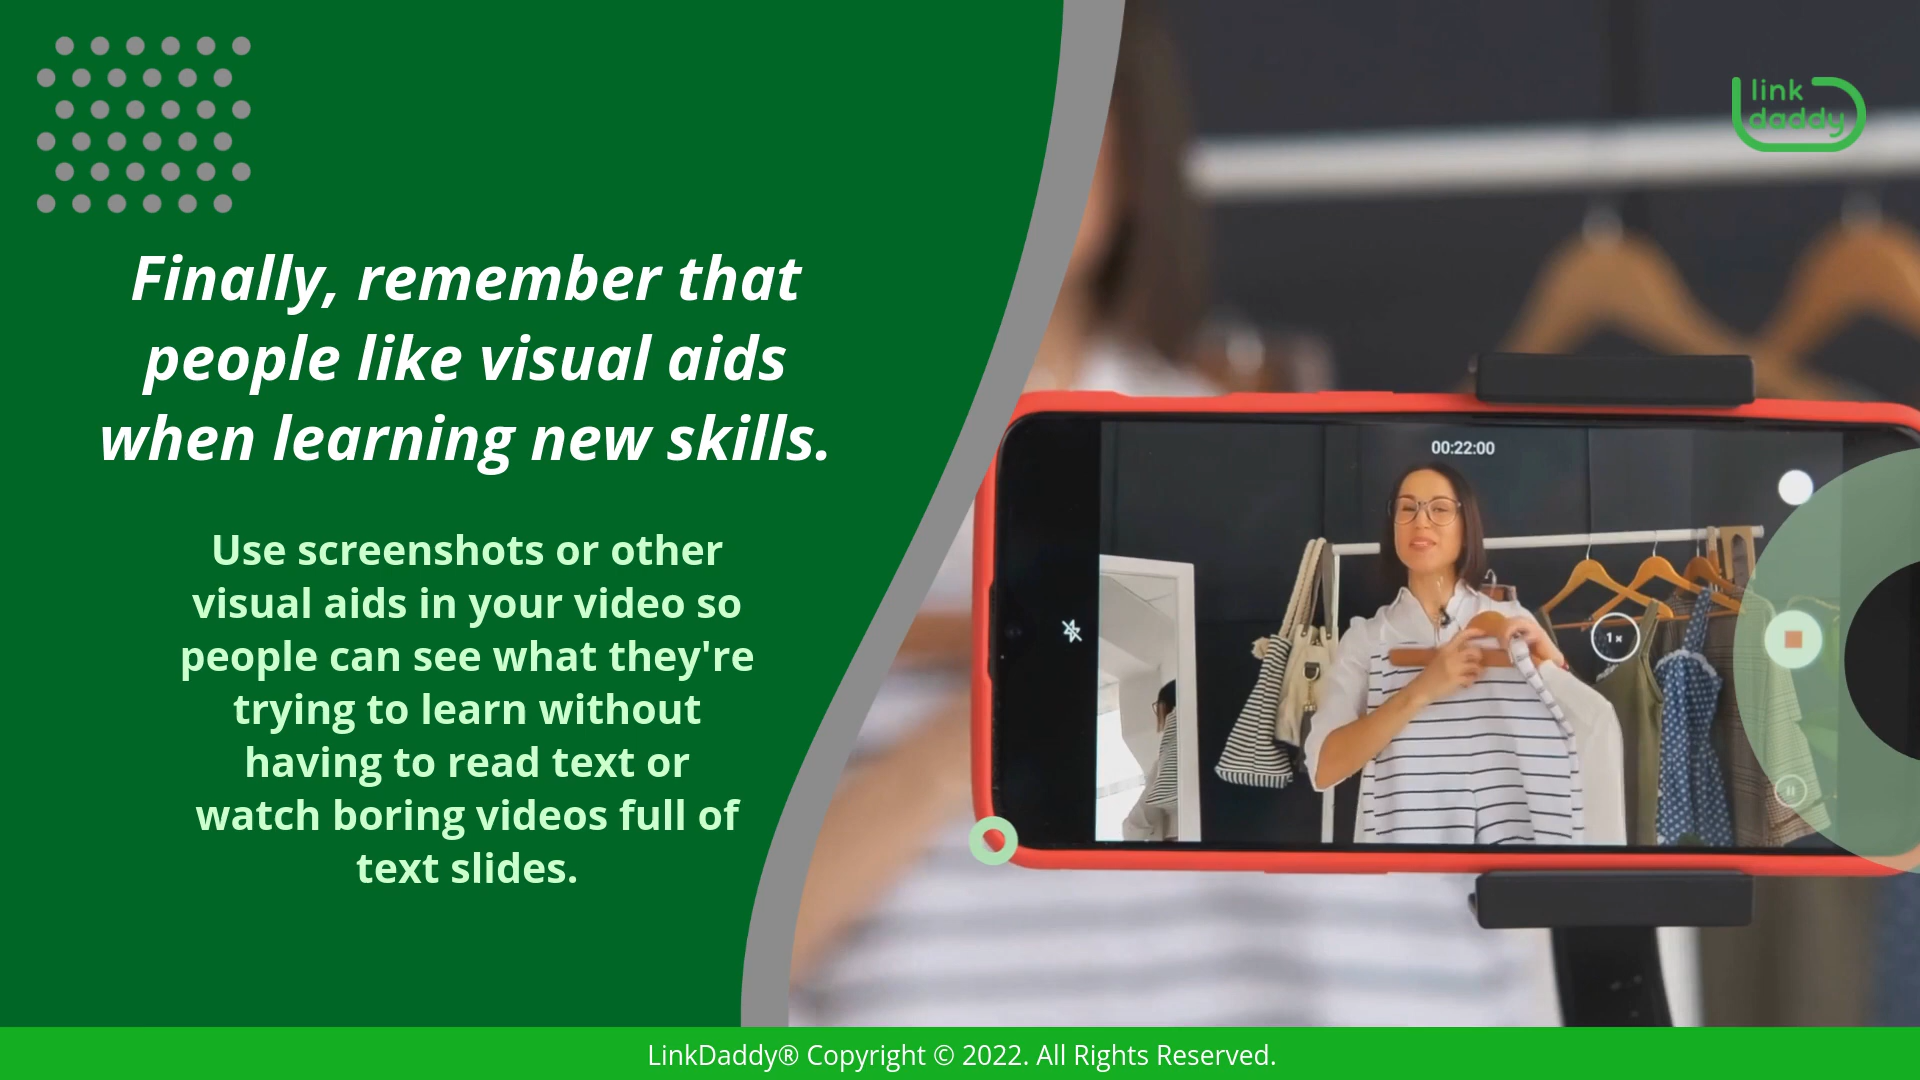 link
daddy
Finally, remember that
people like visual aids
when learning new skills.
Use screenshots or other
visual aids in your video so
people can see what they're
trying to learn without
having to read text or
watch boring videos full of
text slides.
00:22:00
1x
LinkDaddy® Copyright © 2022. All Rights Reserved.